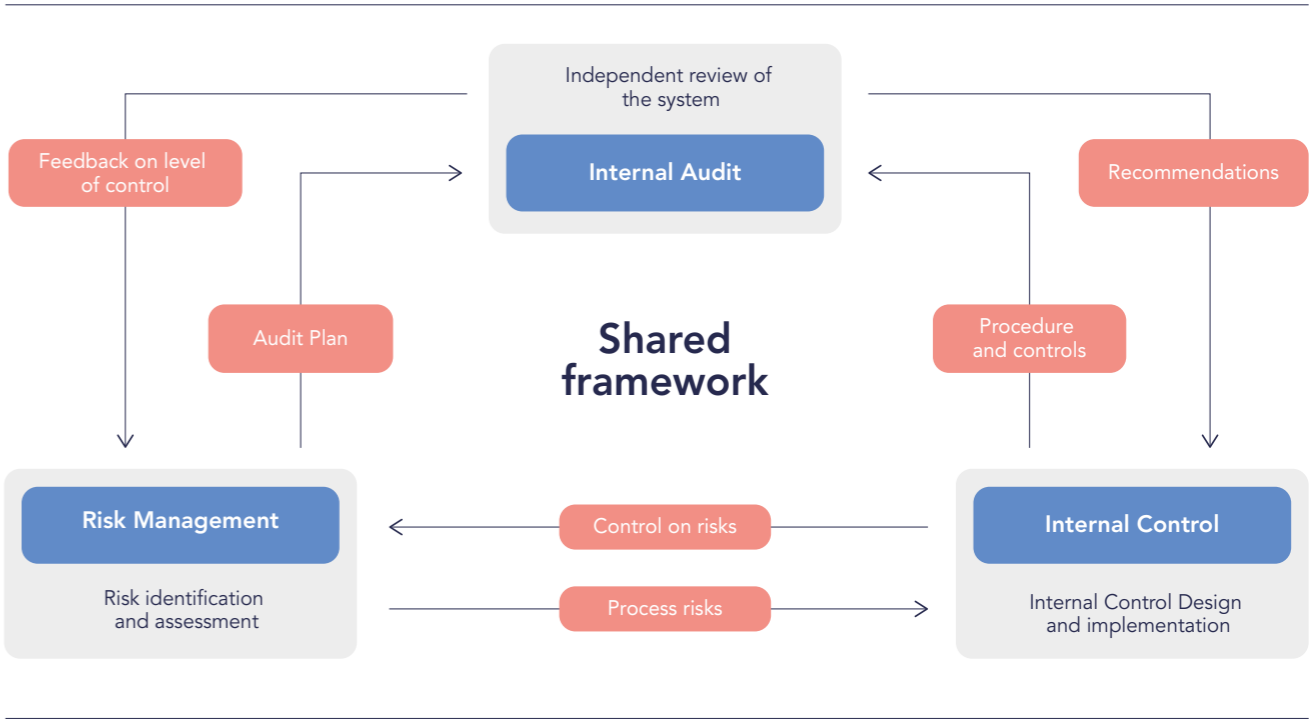 Independent review of
the system
Internal Audit
Feedback on level
of control
Recommendations
Audit Plan
Shared
framework
Procedure
and controls
Risk Management
Risk identification
and assessment
Control on risks
Process risks
Internal Control
Internal Control Design
and implementation